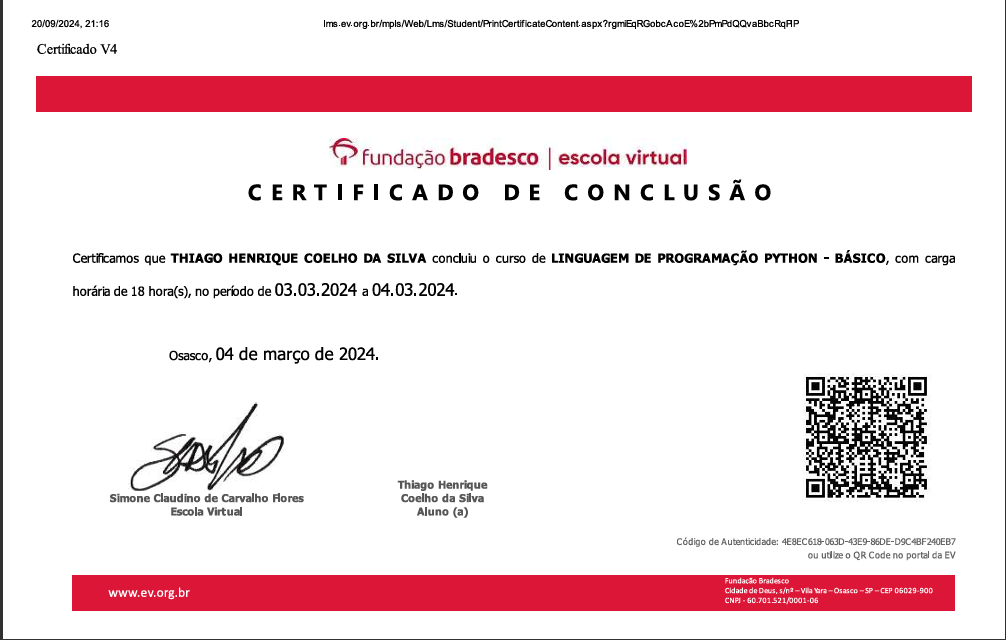 20/09/2024, 21:16
lms.ev.org.br/mpls/Web/Lms/Student/PrintCertificateContent.aspx?rgmiEqRGobcAcoE%2bPmPdQQvaBbcRqRP
Certificado V4
fundação bradesco | escola virtual
CERTIFICADO DE CONCLUSÃO
Certificamos que THIAGO HENRIQUE COELHO DA SILVA concluiu o curso de LINGUAGEM DE PROGRAMAÇÃO PYTHON - BÁSICO, com carga
horária de 18 hora(s), no período de 03.03.2024 a 04.03.2024.
Osasco, 04 de março de 2024.
Simone Claudino de Carvalho Flores
Escola Virtual
Thiago Henrique
Coelho da Silva
Aluno (a)
Código de Autenticidade: 4E8EC618-063D-43E9-86DE-D9C4BF240EB7
ou utilize o QR Code no portal da EV
www.ev.org.br
Fundação Bradesco
Cidade de Deus, s/nº – Vila Yara – Osasco – SP – CEP 06029-900
CNPJ - 60.701.521/0001-06